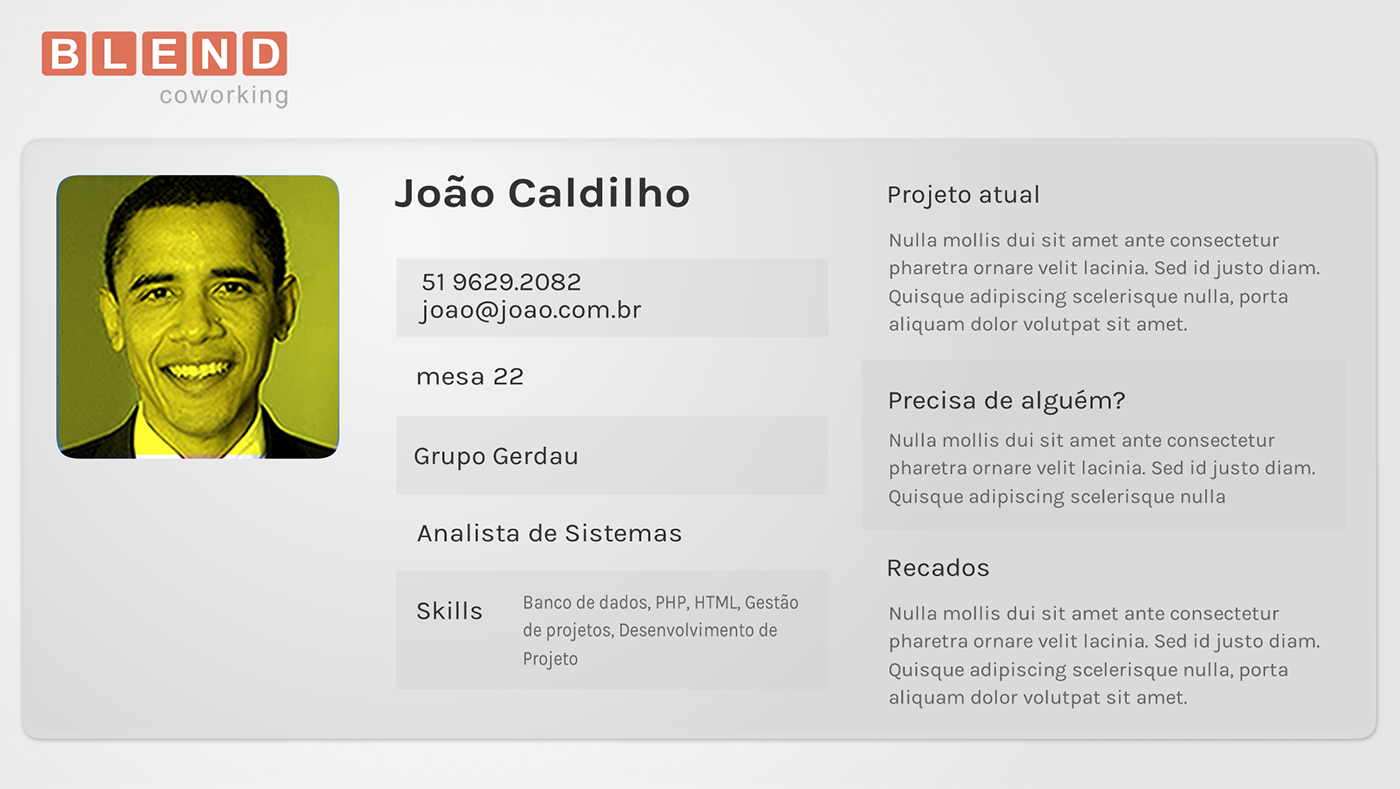 BLEND
coworking
João Caldilho
51 9629.2082
joao@joao.com.br
mesa 22
Grupo Gerdau
Analista de Sistemas
Skills
Banco de dados, PHP, HTML, Gestão
de projetos, Desenvolvimento de
Projeto
Projeto atual
Nulla mollis dui sit amet ante consectetur
pharetra ornare velit lacinia. Sed id justo diam.
Quisque adipiscing scelerisque nulla, porta
aliquam dolor volutpat sit amet.
Precisa de alguém?
Nulla mollis dui sit amet ante consectetur
pharetra ornare velit lacinia. Sed id justo diam.
Quisque adipiscing scelerisque nulla
Recados
Nulla mollis dui sit amet ante consectetur
pharetra ornare velit lacinia. Sed id justo diam.
Quisque adipiscing scelerisque nulla, porta
aliquam dolor volutpat sit amet.